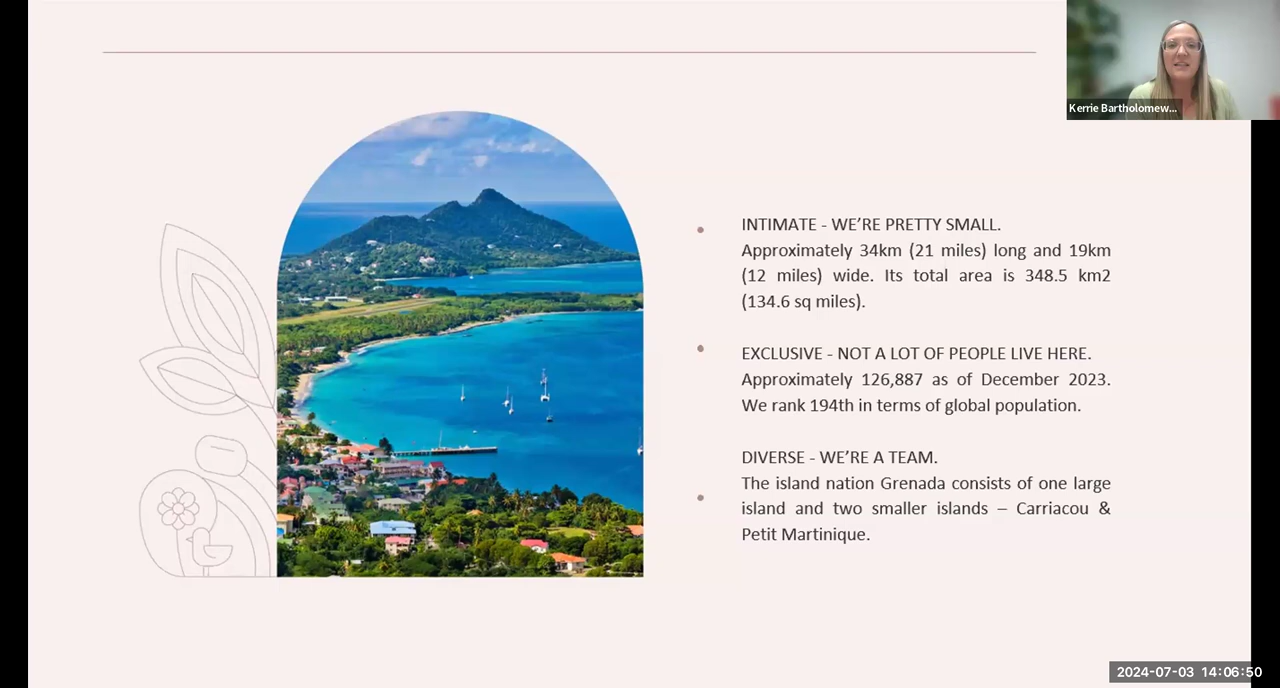 Kerrie Bartholomew...
INTIMATE - WE’RE PRETTY SMALL.
Approximately 34km (21 miles) long and 19km
(12 miles) wide. Its total area is 348.5 km2
(134.6 sq miles).
EXCLUSIVE - NOT A LOT OF PEOPLE LIVE HERE.
Approximately 126,887 as of December 2023.
We rank 194th in terms of global population.
DIVERSE - WE’RE A TEAM.
The island nation Grenada consists of one large
island and two smaller islands – Carriacou &
Petit Martinique.
2024-07-03 14:06:50